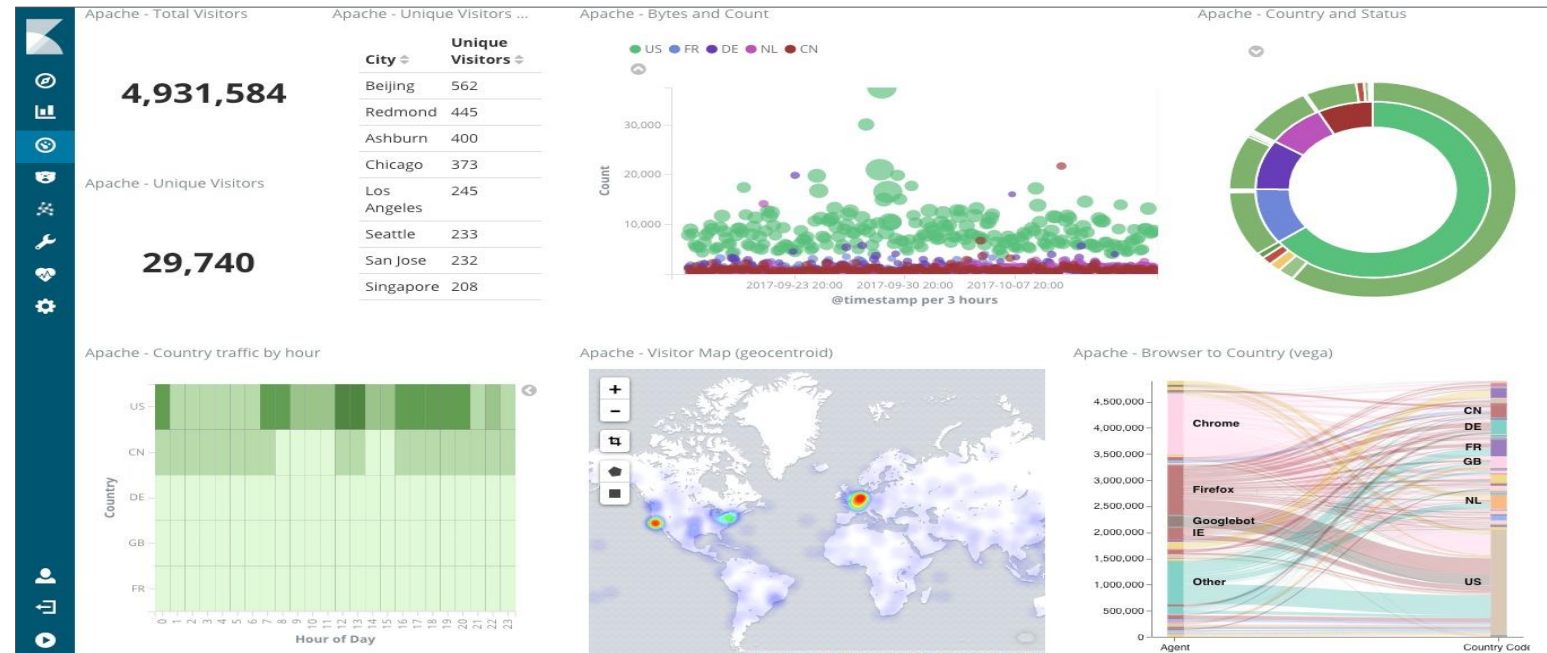 Apache - Total Visitors
4,931,584
Apache - Unique Visitors
29,740
Apache - Unique Visitors ...
City Unique Visitors
Beijing 562
Redmond 445
Ashburn 400
Chicago 373
Los Angeles 245
Seattle 233
San Jose 232
Singapore 208
Apache - Bytes and Count
US FR DE NL CN
Count
30,000
20,000
10,000
2017-09-23 20:00 2017-09-30 20:00 2017-10-07 20:00
@timestamp per 3 hours
Apache - Country and Status
Apache - Country traffic by hour
Country
US
CN
DE
GB
FR
0 1 2 3 4 5 6 7 8 9 10 11 12 13 14 15 16 17 18 19 20 21 22 23
Hour of Day
Apache - Visitor Map (geocentroid)
+
−
Apache - Browser to Country (vega)
4,500,000
4,000,000
3,500,000
3,000,000
2,500,000
2,000,000
1,500,000
1,000,000
500,000
0
Chrome
Firefox
Googlebot
IE
Other
CN
DE
FR
GB
NL
US
Agent Country Code